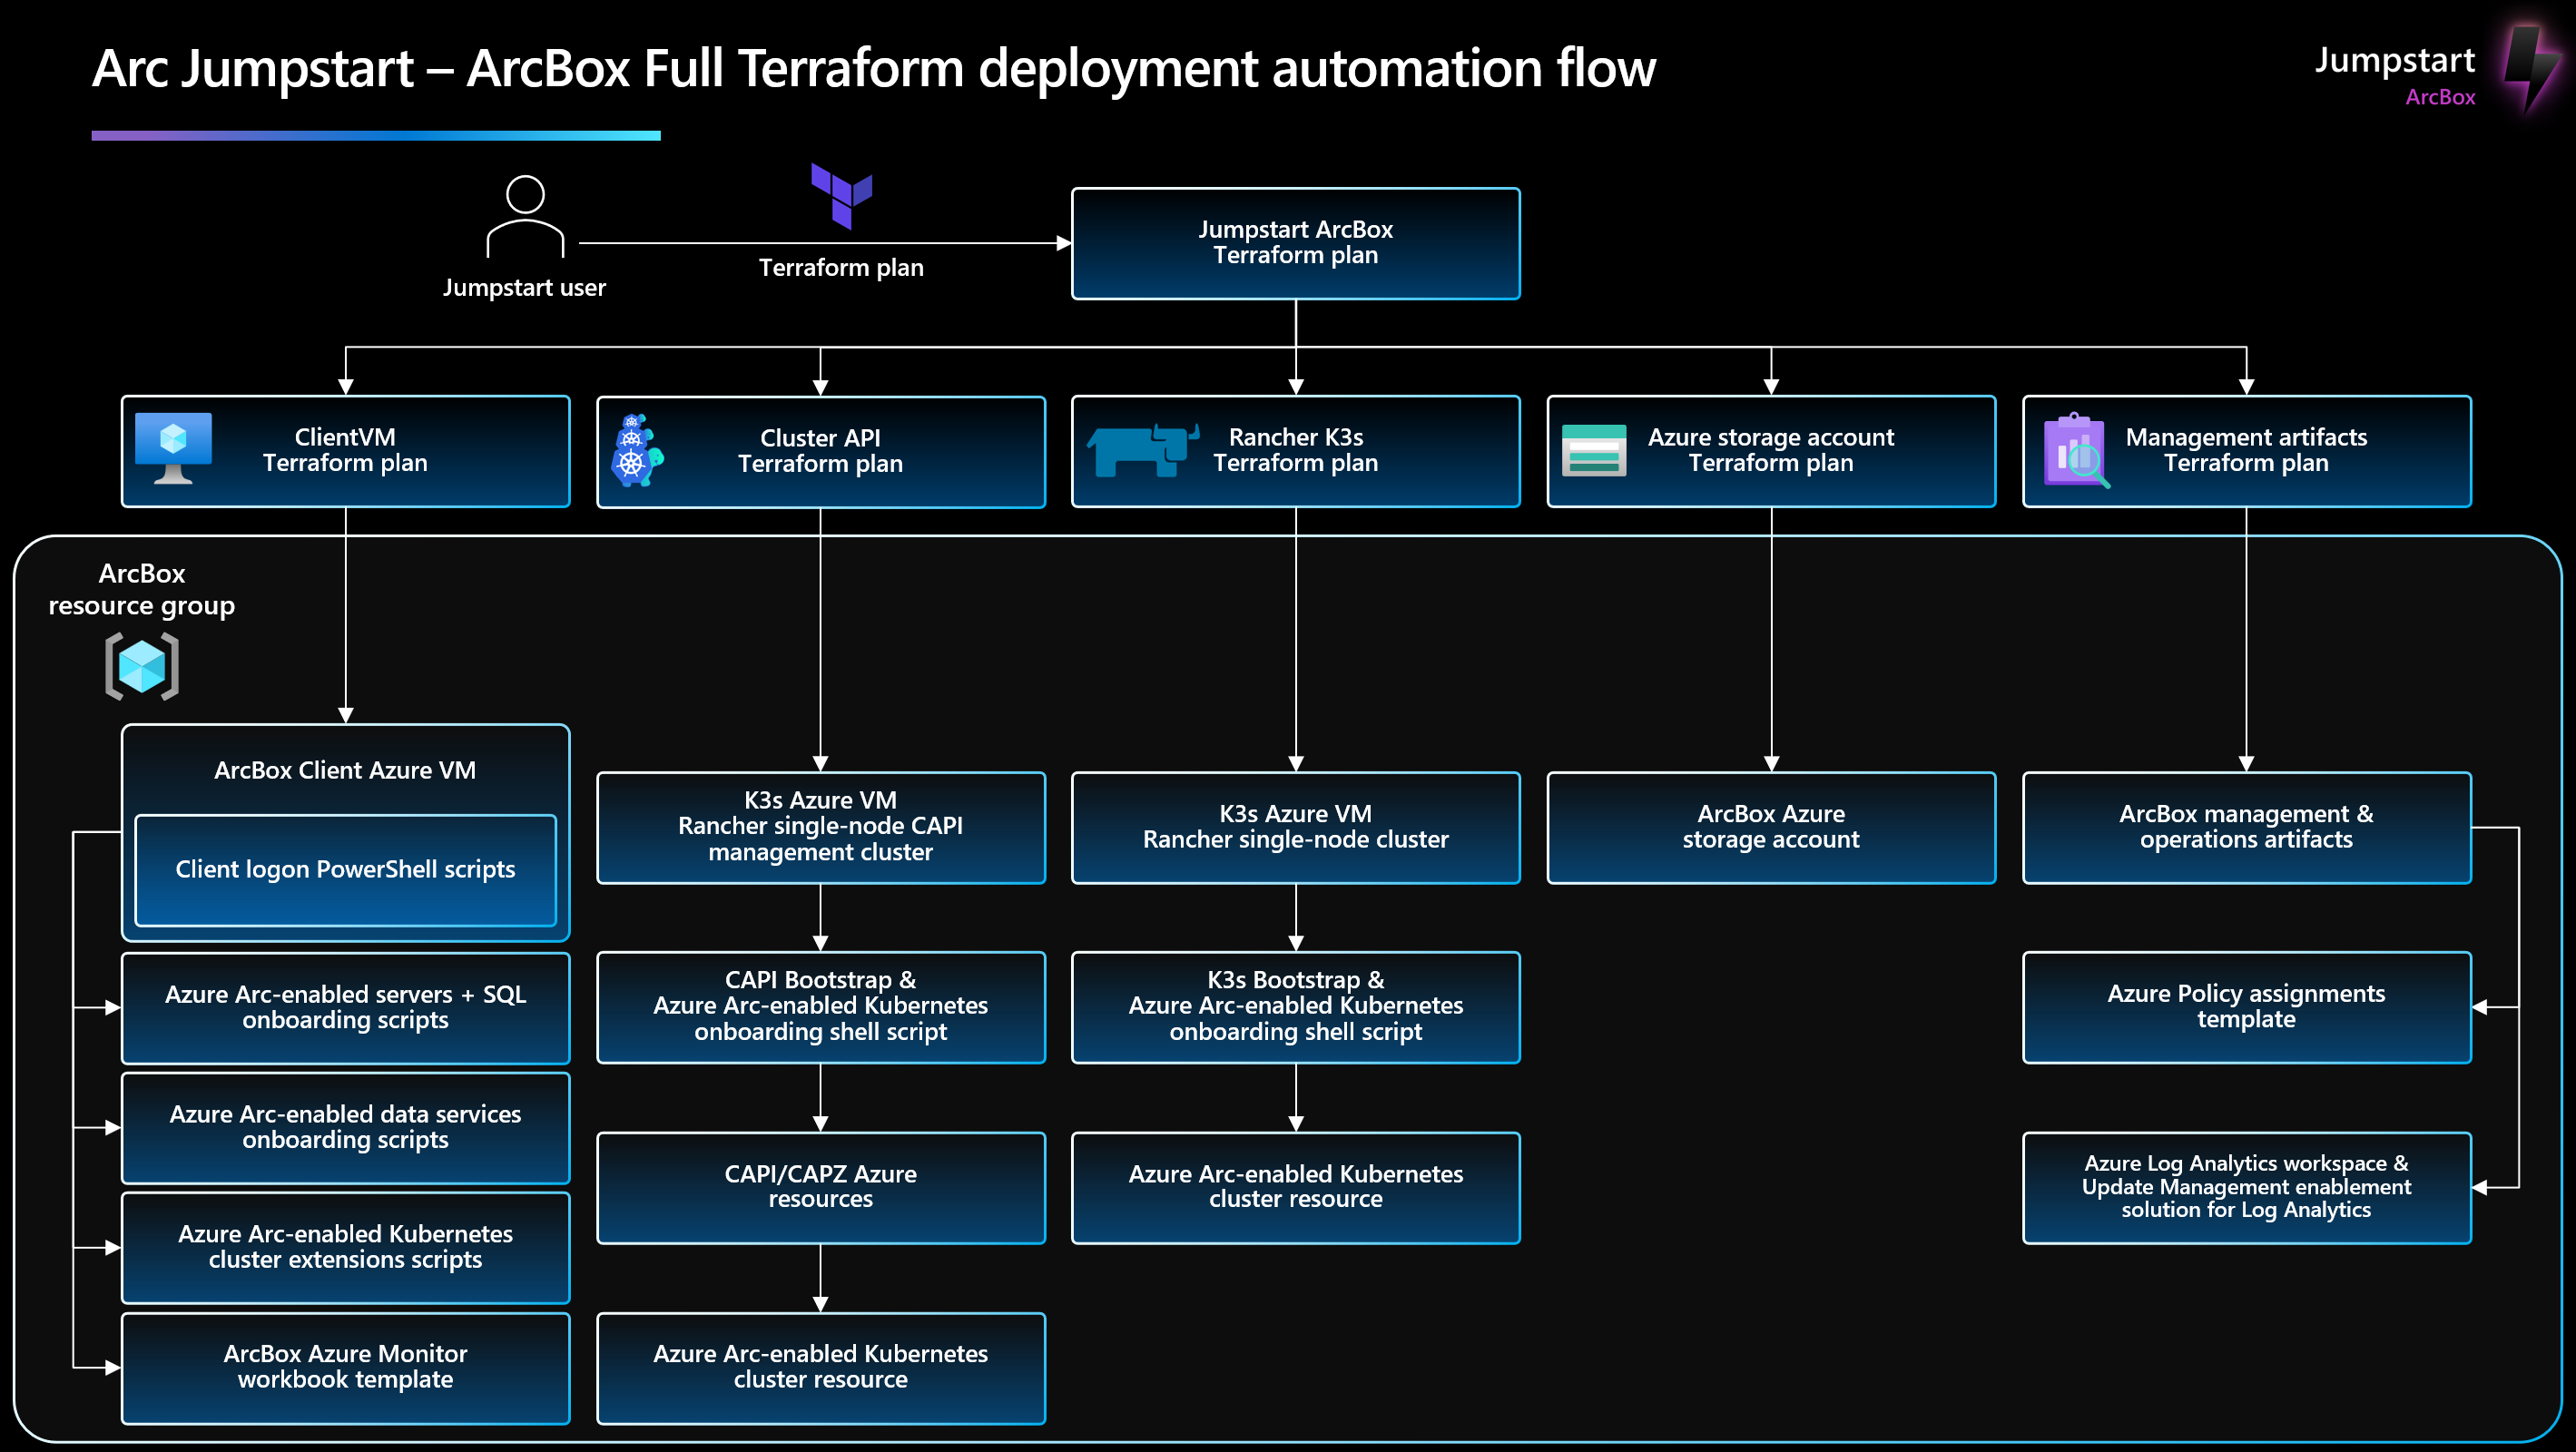 Arc Jumpstart – ArcBox Full Terraform deployment automation flow
Jumpstart
ArcBox
Jumpstart user
Terraform plan
Jumpstart ArcBox
Terraform plan
ClientVM
Terraform plan
Cluster API
Terraform plan
Rancher K3s
Terraform plan
Azure storage account
Terraform plan
Management artifacts
Terraform plan
ArcBox
resource group
ArcBox Client Azure VM
Client logon PowerShell scripts
Azure Arc-enabled servers + SQL
onboarding scripts
Azure Arc-enabled data services
onboarding scripts
Azure Arc-enabled Kubernetes
cluster extensions scripts
ArcBox Azure Monitor
workbook template
K3s Azure VM
Rancher single-node CAPI
management cluster
CAPI Bootstrap &
Azure Arc-enabled Kubernetes
onboarding shell script
CAPI/CAPZ Azure
resources
Azure Arc-enabled Kubernetes
cluster resource
K3s Azure VM
Rancher single-node cluster
K3s Bootstrap &
Azure Arc-enabled Kubernetes
onboarding shell script
Azure Arc-enabled Kubernetes
cluster resource
ArcBox Azure
storage account
ArcBox management &
operations artifacts
Azure Policy assignments
template
Azure Log Analytics workspace &
Update Management enablement
solution for Log Analytics